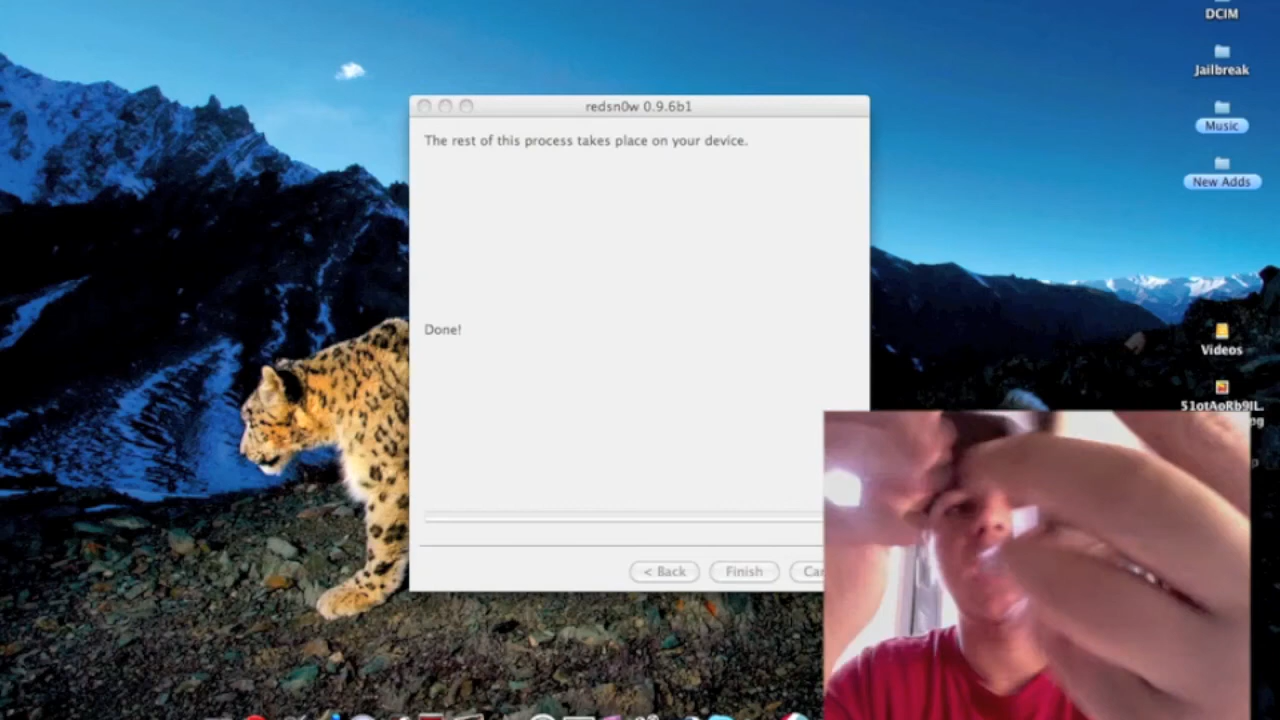 redsn0w 0.9.6b1
The rest of this process takes place on your device.
Done!
< Back
Finish
DCIM
Jailbreak
Music
New Adds
Videos
51otAoRb9IL.